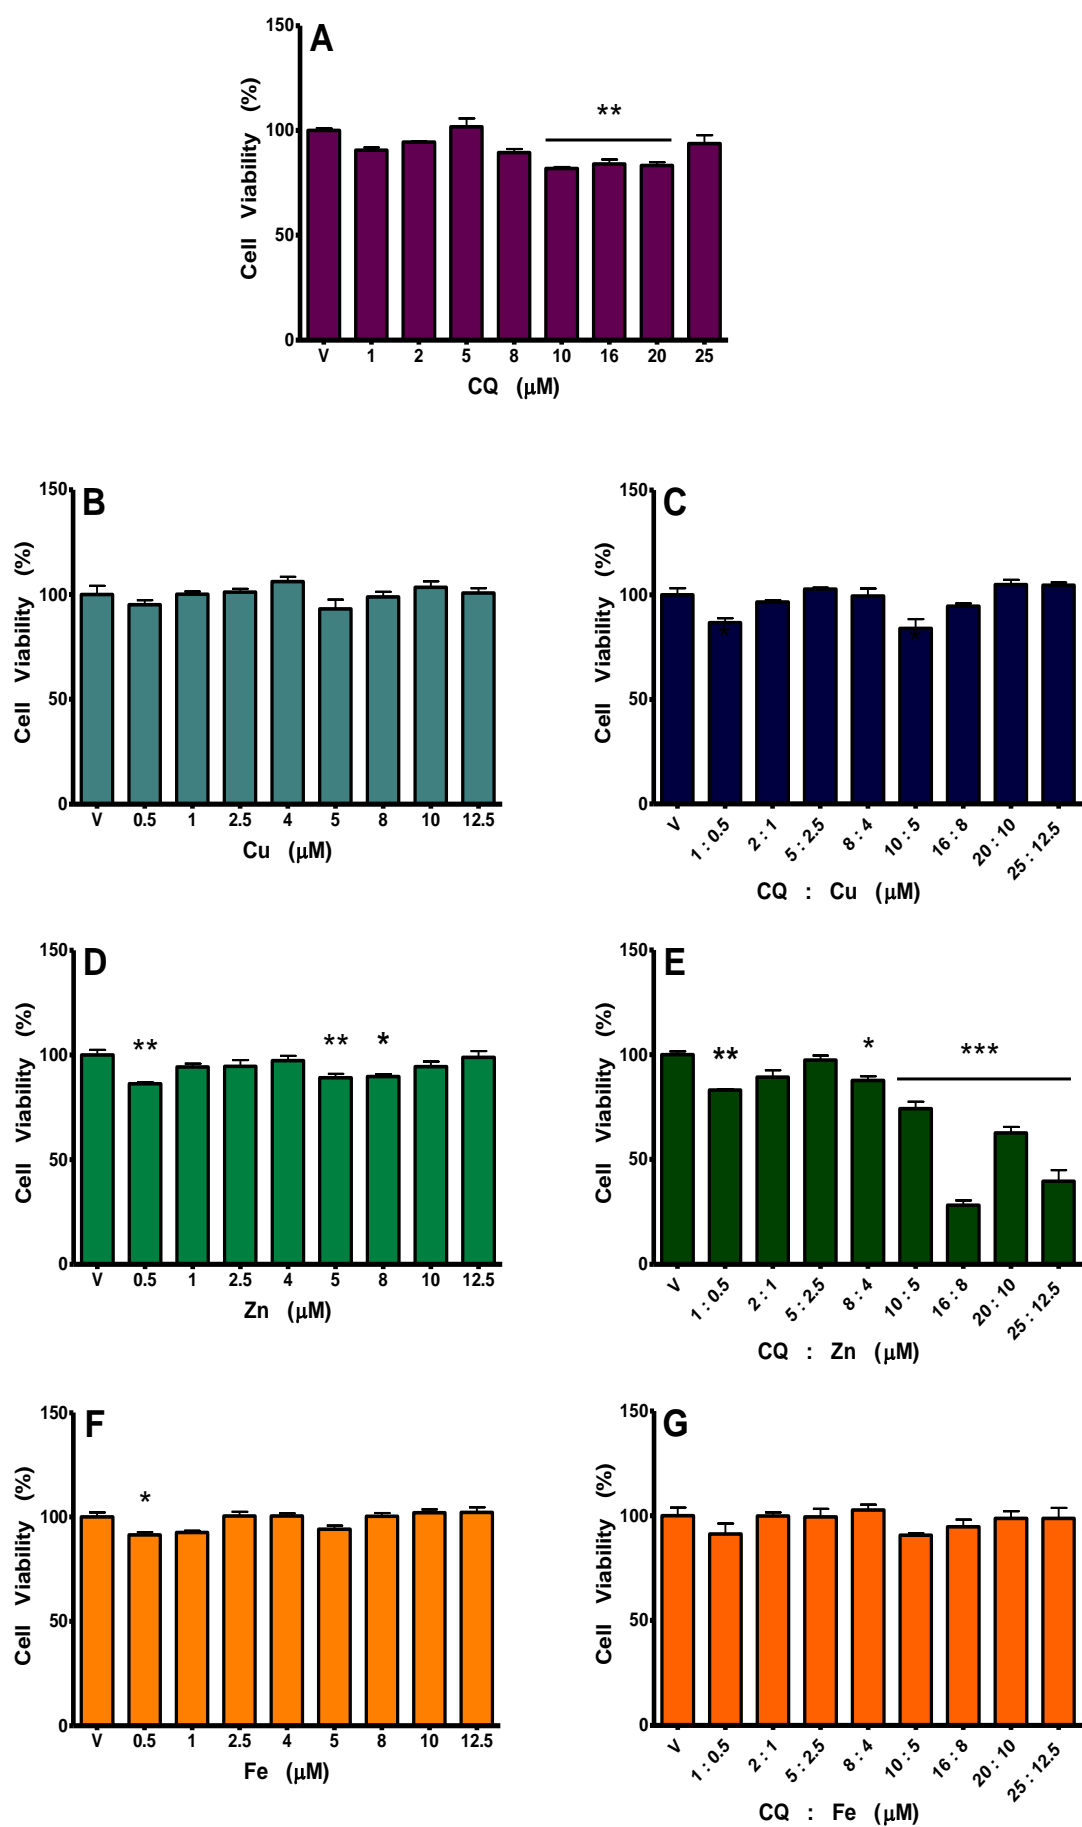 A
Cell Viability (%)
150
100
50
0
**
V 1 2 5 8 10 16 20 25
CQ (μM)
B
Cell Viability (%)
150
100
50
0
V 0.5 1 2.5 4 5 8 10 12.5
Cu (μM)
C
Cell Viability (%)
150
100
50
0
*
*
V 1 : 0.5 2 : 1 5 : 2.5 8 : 4 10 : 5 16 : 8 20 : 10 25 : 12.5
CQ : Cu (μM)
D
Cell Viability (%)
150
100
50
0
** ** *
V 0.5 1 2.5 4 5 8 10 12.5
Zn (μM)
E
Cell Viability (%)
150
100
50
0
** * ***
V 1 : 0.5 2 : 1 5 : 2.5 8 : 4 10 : 5 16 : 8 20 : 10 25 : 12.5
CQ : Zn (μM)
F
Cell Viability (%)
150
100
50
0
*
V 0.5 1 2.5 4 5 8 10 12.5
Fe (μM)
G
Cell Viability (%)
150
100
50
0
V 1 : 0.5 2 : 1 5 : 2.5 8 : 4 10 : 5 16 : 8 20 : 10 25 : 12.5
CQ : Fe (μM)